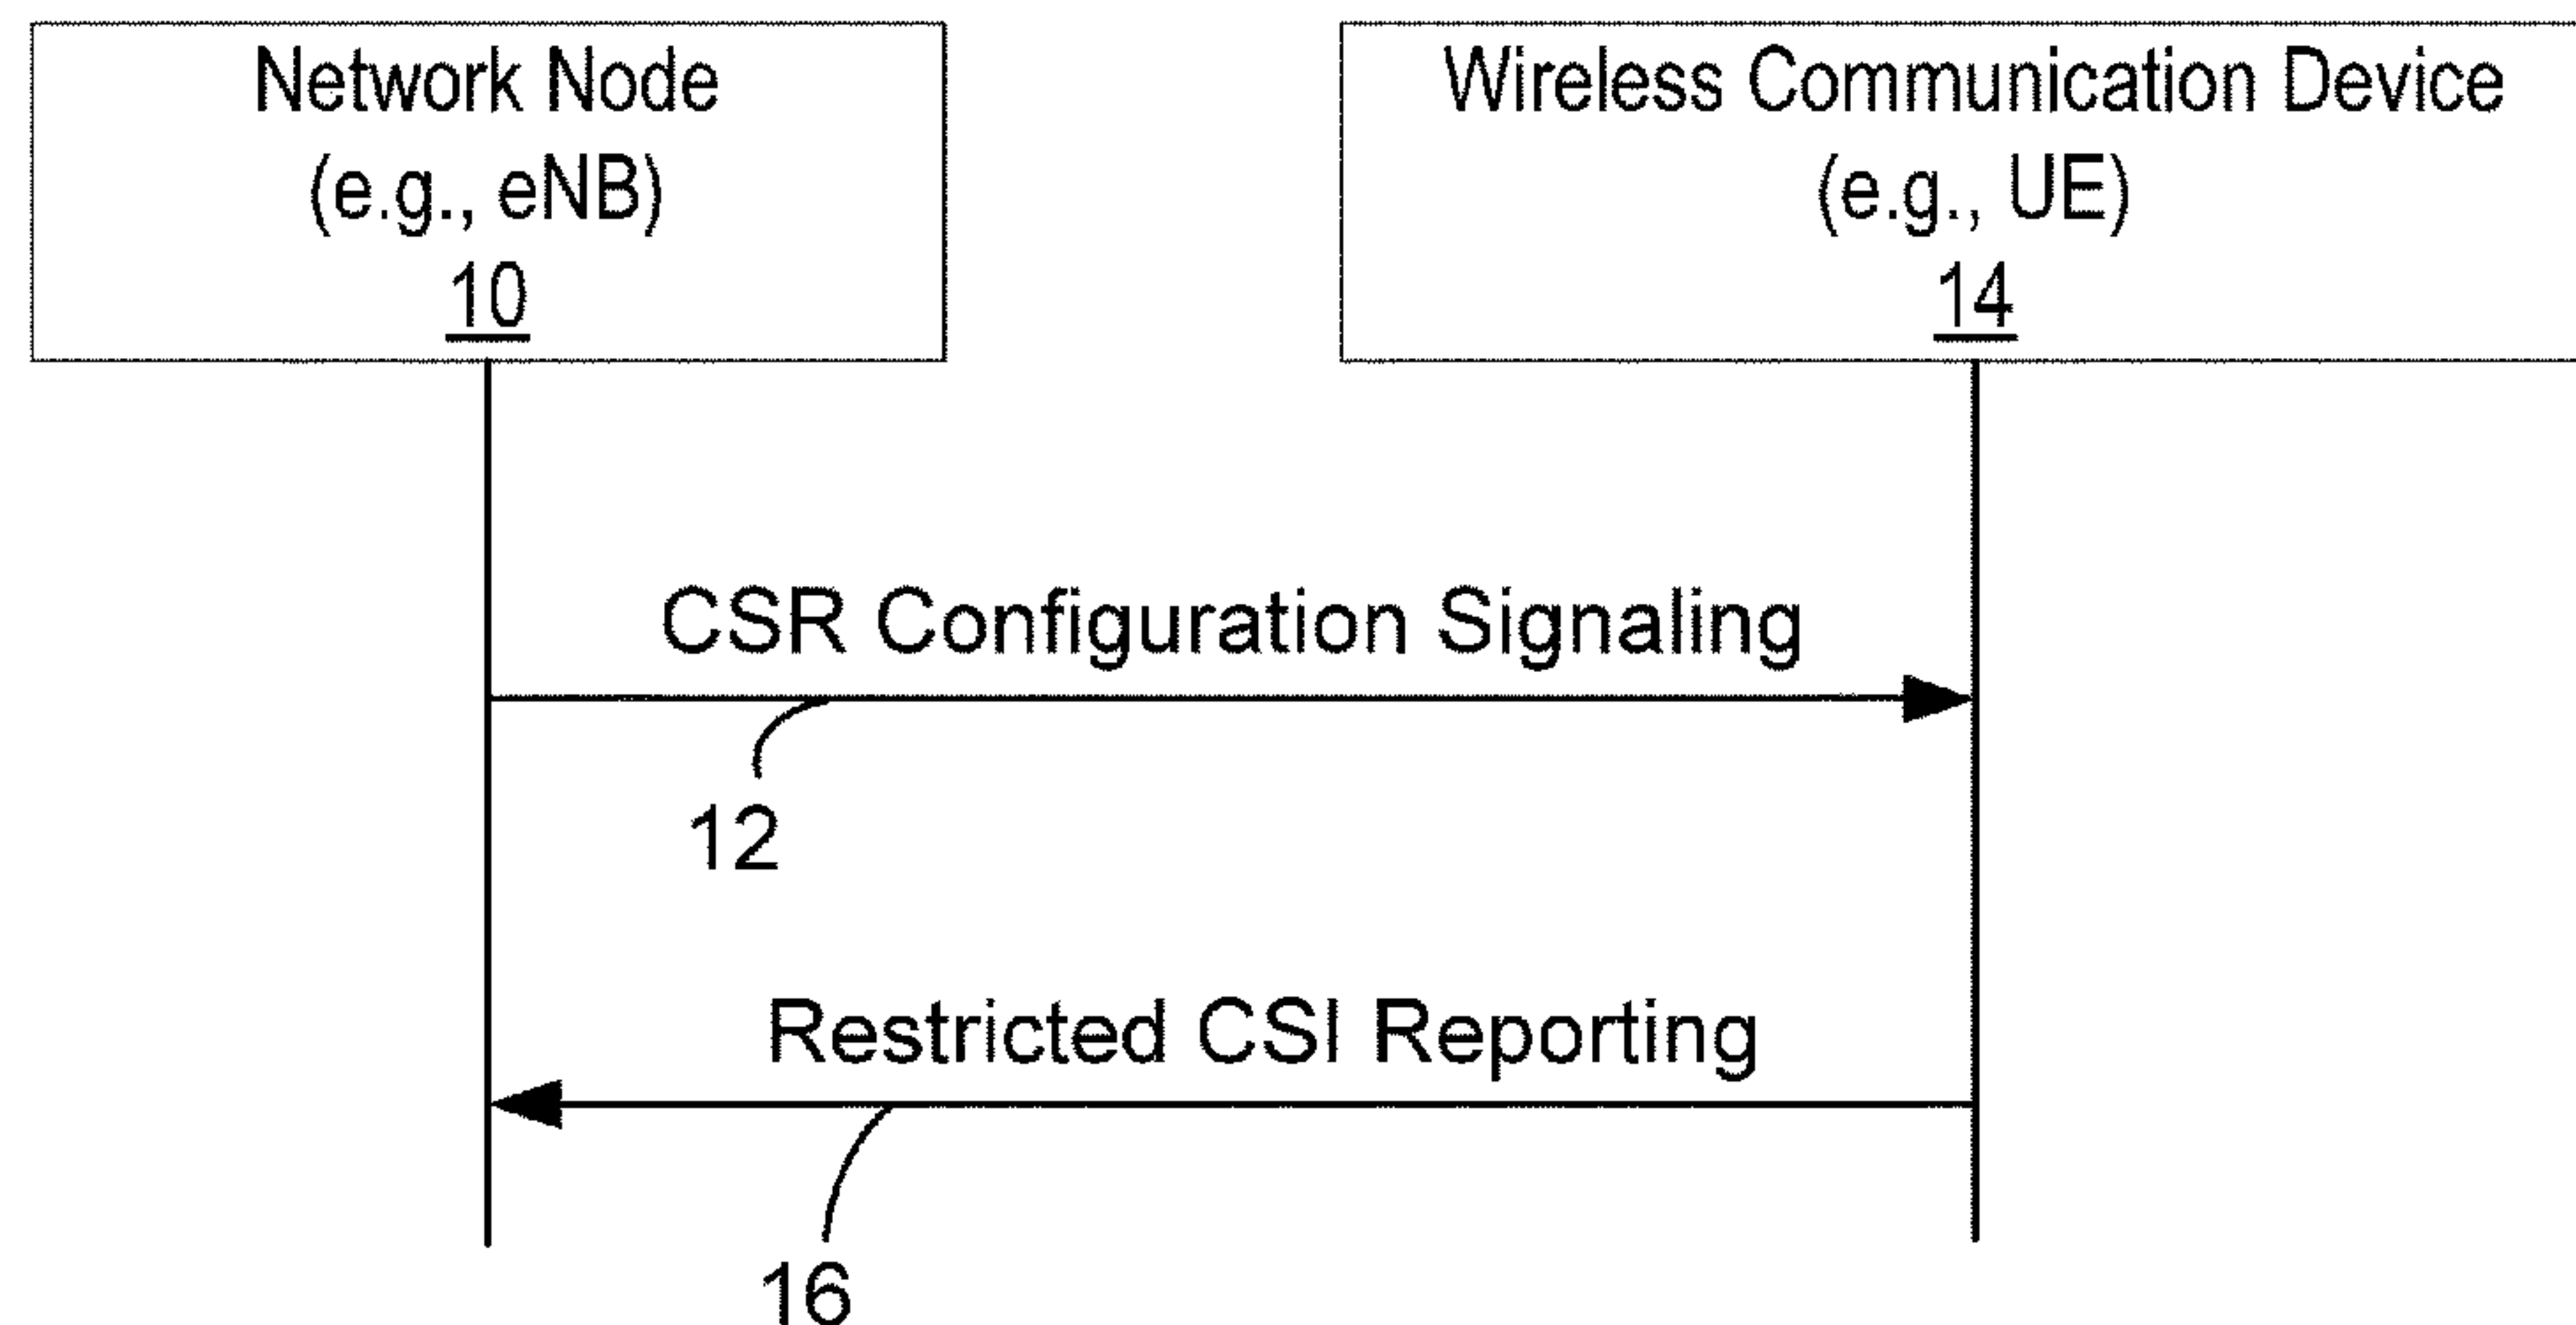 Network Node
(e.g., eNB)
10
Wireless Communication Device
(e.g., UE)
14
CSR Configuration Signaling
12
Restricted CSI Reporting
16